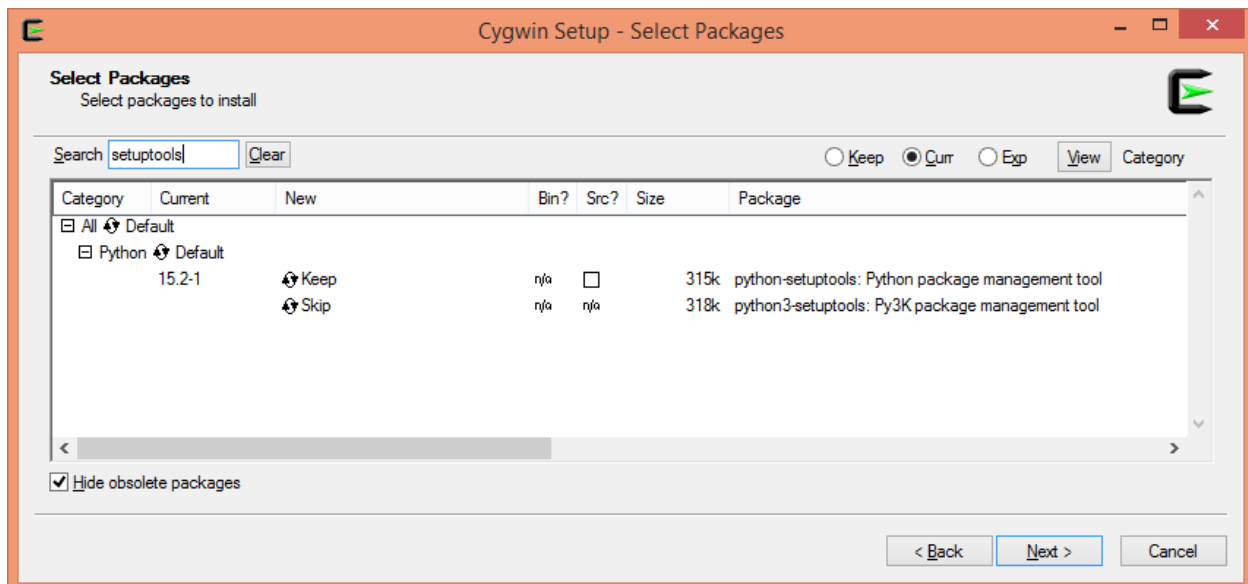 Cygwin Setup - Select Packages
Select Packages
Select packages to install
Search setuptools Clear Keep Curr Exp View Category
Category Current New Bin? Src? Size Package
All Default
Python Default
15.2-1 Keep n/a 315k python-setuptools: Python package management tool
Skip n/a n/a 318k python3-setuptools: Py3K package management tool
Hide obsolete packages
< Back Next > Cancel